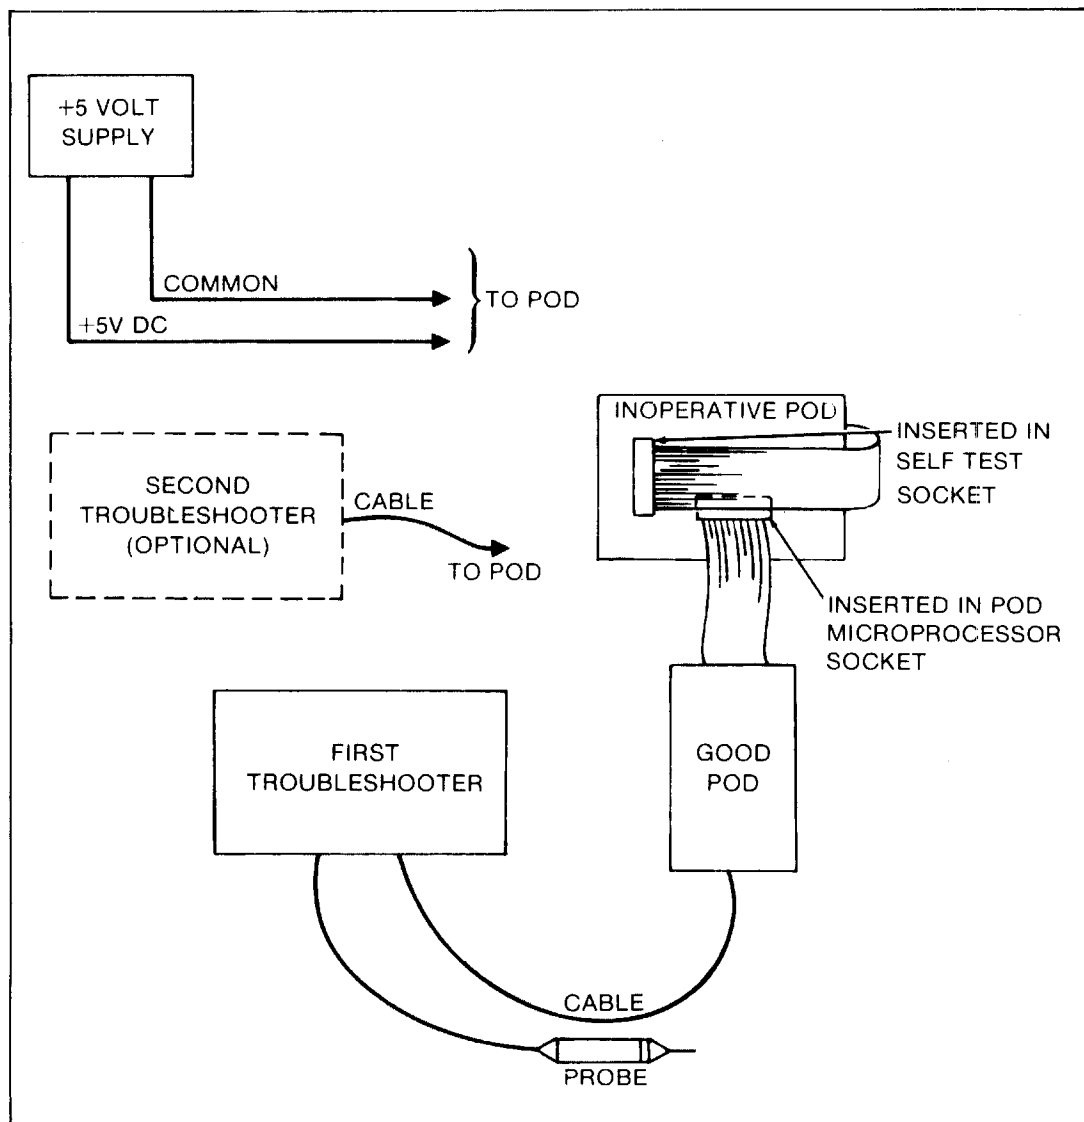 +5 VOLT
SUPPLY
COMMON
+5V DC
TO POD
INOPERATIVE POD
INSERTED IN
SELF TEST
SOCKET
SECOND
TROUBLESHOOTER
(OPTIONAL)
CABLE
TO POD
INSERTED IN POD
MICROPROCESSOR
SOCKET
FIRST
TROUBLESHOOTER
GOOD
POD
CABLE
PROBE